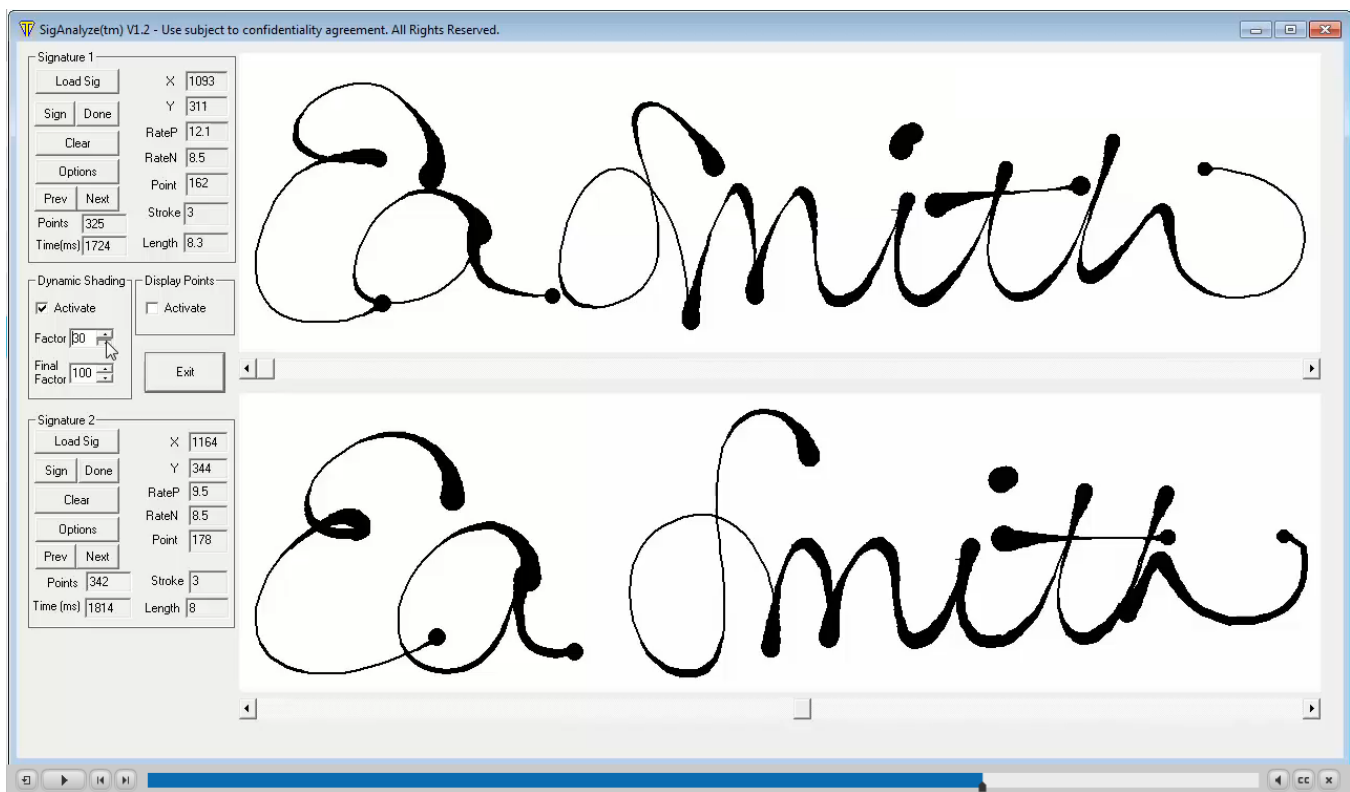 SigAnalyze(tm) V1.2 - Use subject to confidentiality agreement. All Rights Reserved.
Signature 1
Load Sig
X 1093
Sign Done
Y 311
Clear
RateP 12.1
RateN 8.5
Options
Point 162
Prev Next
Stroke 3
Points 325
Time(ms) 1724
Length 8.3
Dynamic Shading
Display Points
Activate
Activate
Factor 30
Final Factor 100
Exit
Signature 2
Load Sig
X 1164
Sign Done
Y 344
Clear
RateP 9.5
RateN 8.5
Options
Point 178
Prev Next
Points 342
Stroke 3
Time (ms) 1814
Length 8
Ea Smith
Ea Smith
CC